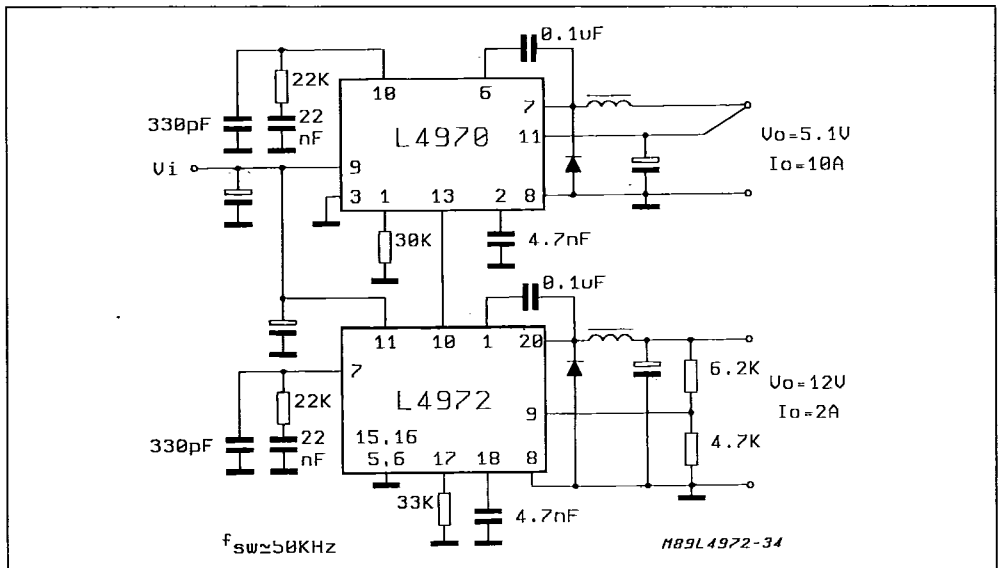 0.1uF
22K
10
6
7
330pF
22
nF
L4970
11
Vo=5.1V
Io=10A
Vi
9
3
1
13
2
8
30K
4.7nF
0.1uF
11
10
1
20
7
6.2K
Vo=12V
22K
L4972
9
Io=2A
330pF
22
nF
15,16
5,6
17
18
8
4.7K
33K
4.7nF
fsw≃50KHz
M89L4972-34